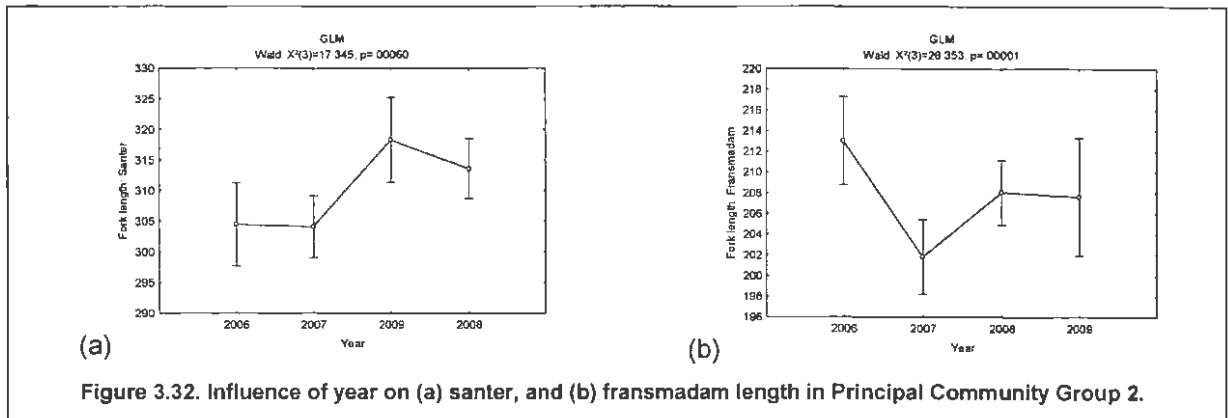 GLM
Wald X²(3)=17 345, p= 00060
330
325
320
315
310
305
300
295
290
Fork length: Santer
2006 2007 2009 2008
Year
(a)
GLM
Wald X²(3)=26 353, p= 00001
220
218
216
214
212
210
208
206
204
202
200
198
196
Fork length Fransmadam
2006 2007 2008 2009
Year
(b)
Figure 3.32. Influence of year on (a) santer, and (b) fransmadam length in Principal Community Group 2.